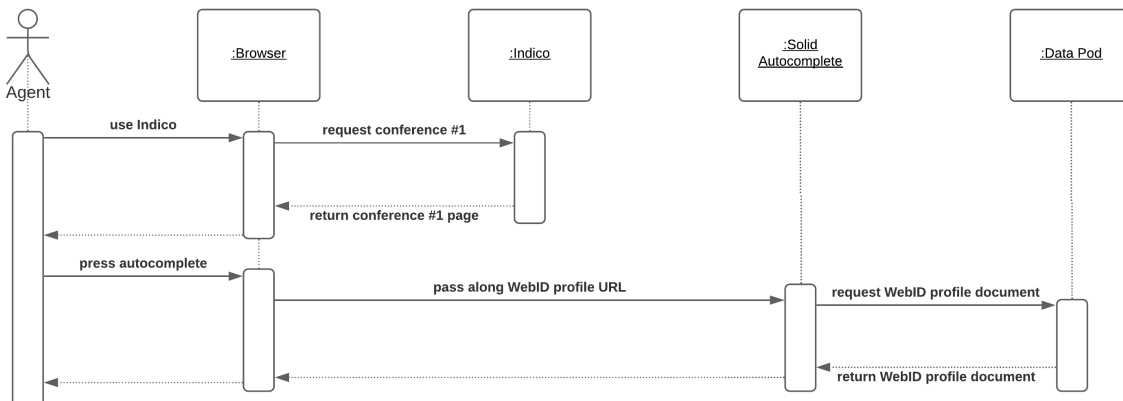 :Browser
:Indico
:Solid
Autocomplete
:Data Pod
Agent
use Indico
request conference #1
return conference #1 page
press autocomplete
pass along WebID profile URL
request WebID profile document
return WebID profile document